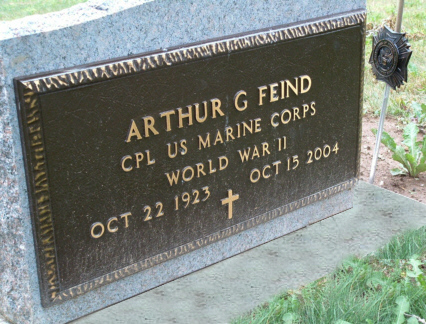 ARTHUR G FEIND
CPL US MARINE CORPS
WORLD WAR II
OCT 22 1923 OCT 15 2004